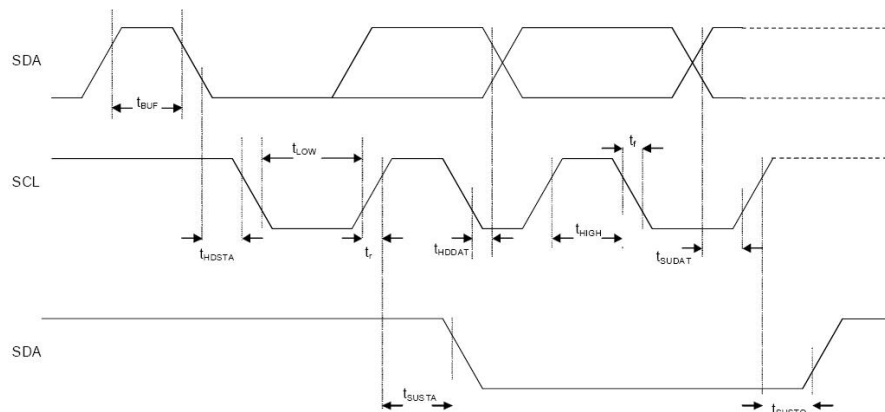 SDA
tBUF
tf
tLOW
SCL
tHDSTA
tr
tHDDAT
tHIGH
tSUDAT
SDA
tSUSTA
tSUSTO